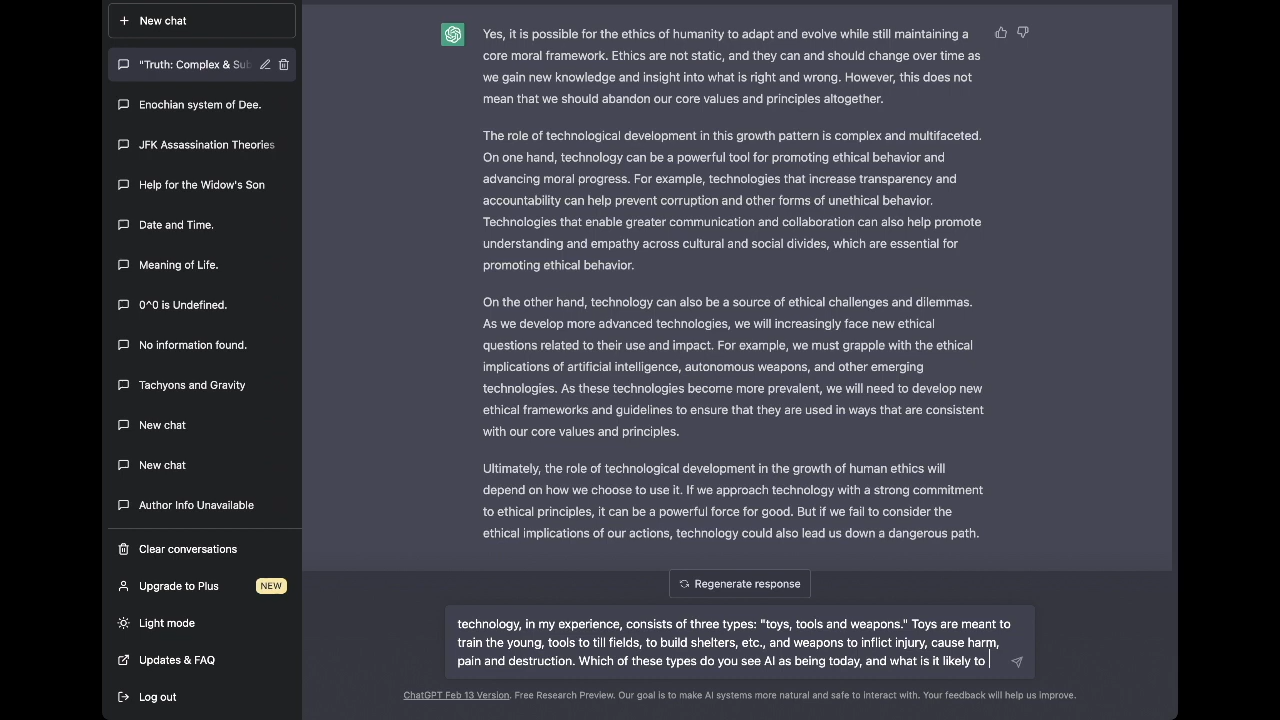 New chat
"Truth: Complex & Sub
Enochian system of Dee.
JFK Assassination Theories
Help for the Widow's Son
Date and Time.
Meaning of Life.
0^0 is Undefined.
No information found.
Tachyons and Gravity
New chat
New chat
Author Info Unavailable
Clear conversations
Upgrade to Plus NEW
Light mode
Updates & FAQ
Log out
Yes, it is possible for the ethics of humanity to adapt and evolve while still maintaining a
core moral framework. Ethics are not static, and they can and should change over time as
we gain new knowledge and insight into what is right and wrong. However, this does not
mean that we should abandon our core values and principles altogether.
The role of technological development in this growth pattern is complex and multifaceted.
On one hand, technology can be a powerful tool for promoting ethical behavior and
advancing moral progress. For example, technologies that increase transparency and
accountability can help prevent corruption and other forms of unethical behavior.
Technologies that enable greater communication and collaboration can also help promote
understanding and empathy across cultural and social divides, which are essential for
promoting ethical behavior.
On the other hand, technology can also be a source of ethical challenges and dilemmas.
As we develop more advanced technologies, we will increasingly face new ethical
questions related to their use and impact. For example, we must grapple with the ethical
implications of artificial intelligence, autonomous weapons, and other emerging
technologies. As these technologies become more prevalent, we will need to develop new
ethical frameworks and guidelines to ensure that they are used in ways that are consistent
with our core values and principles.
Ultimately, the role of technological development in the growth of human ethics will
depend on how we choose to use it. If we approach technology with a strong commitment
to ethical principles, it can be a powerful force for good. But if we fail to consider the
ethical implications of our actions, technology could also lead us down a dangerous path.
Regenerate response
technology, in my experience, consists of three types: "toys, tools and weapons." Toys are meant to
train the young, tools to till fields, to build shelters, etc., and weapons to inflict injury, cause harm,
pain and destruction. Which of these types do you see AI as being today, and what is it likely to
ChatGPT Feb 13 Version. Free Research Preview. Our goal is to make AI systems more natural and safe to interact with. Your feedback will help us improve.